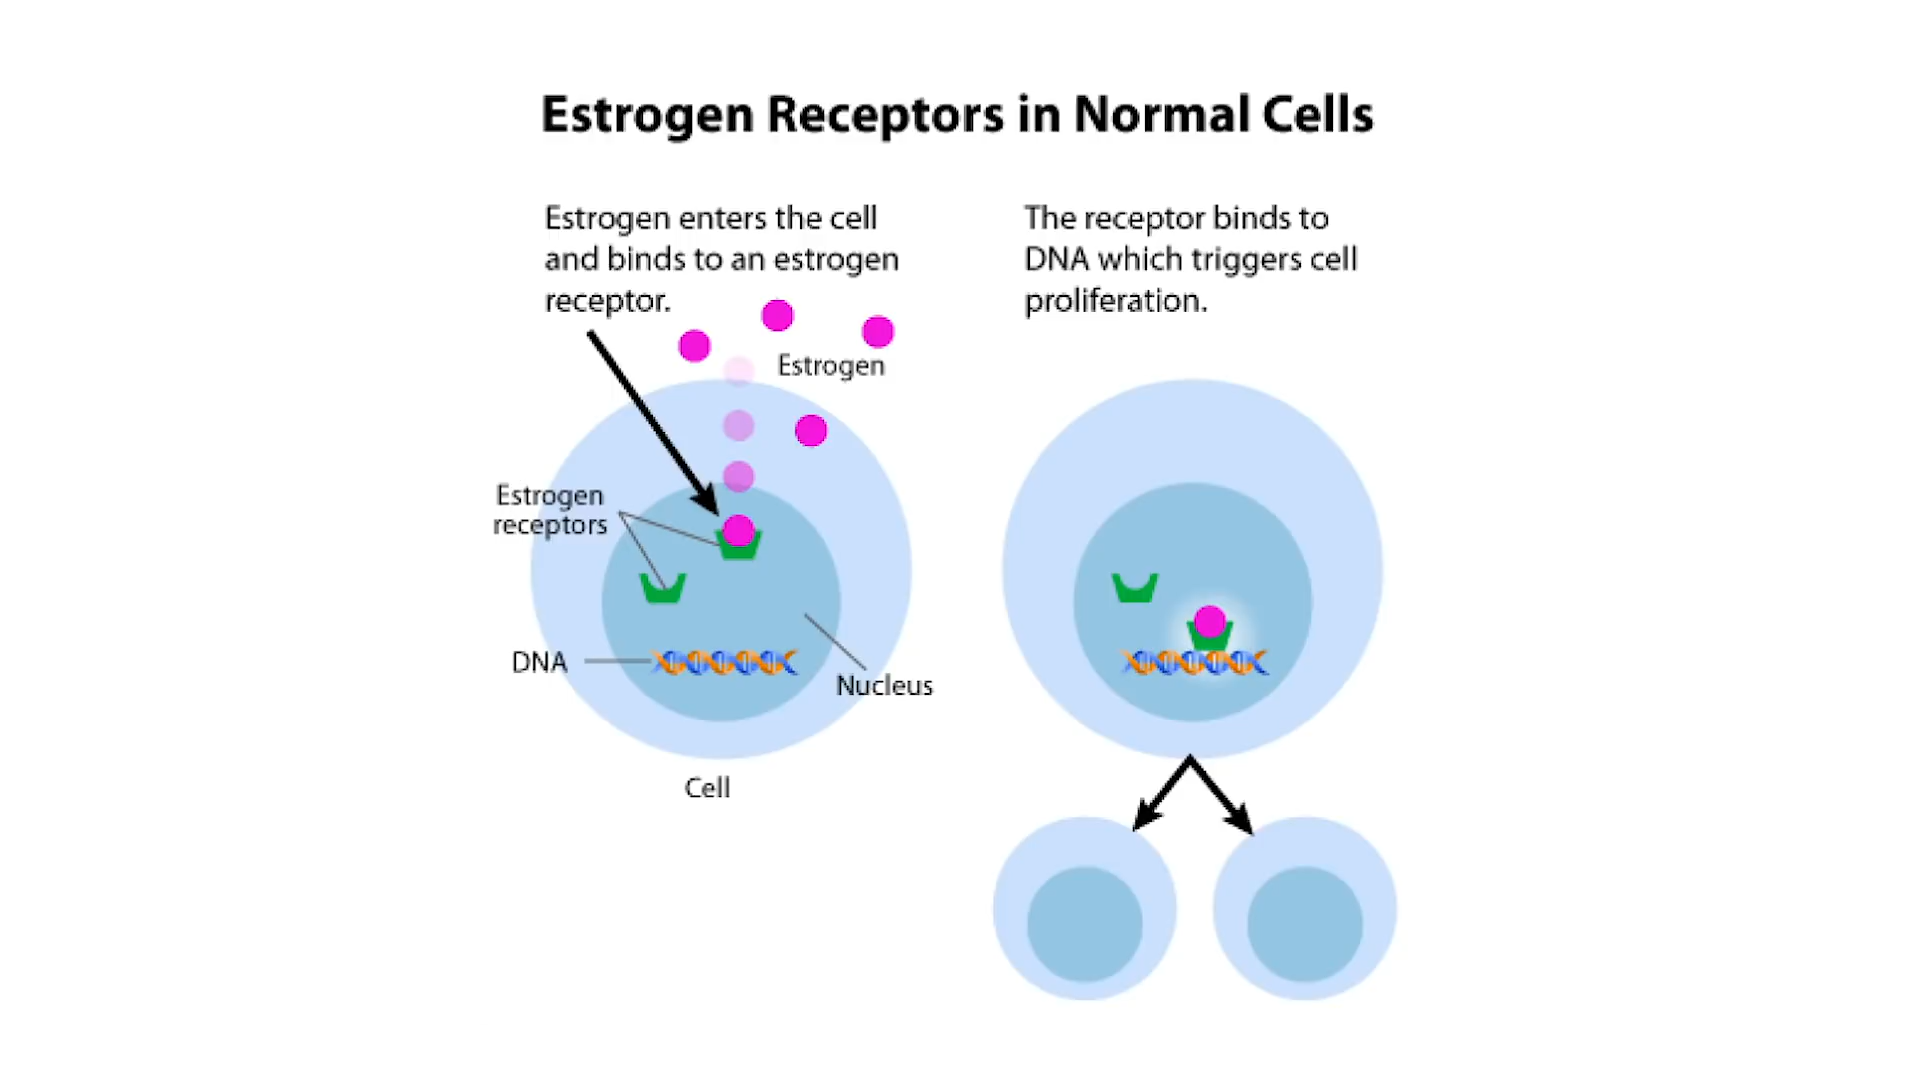 Estrogen Receptors in Normal Cells
Estrogen enters the cell
and binds to an estrogen
receptor.
The receptor binds to
DNA which triggers cell
proliferation.
Estrogen
Estrogen
receptors
DNA
Nucleus
Cell